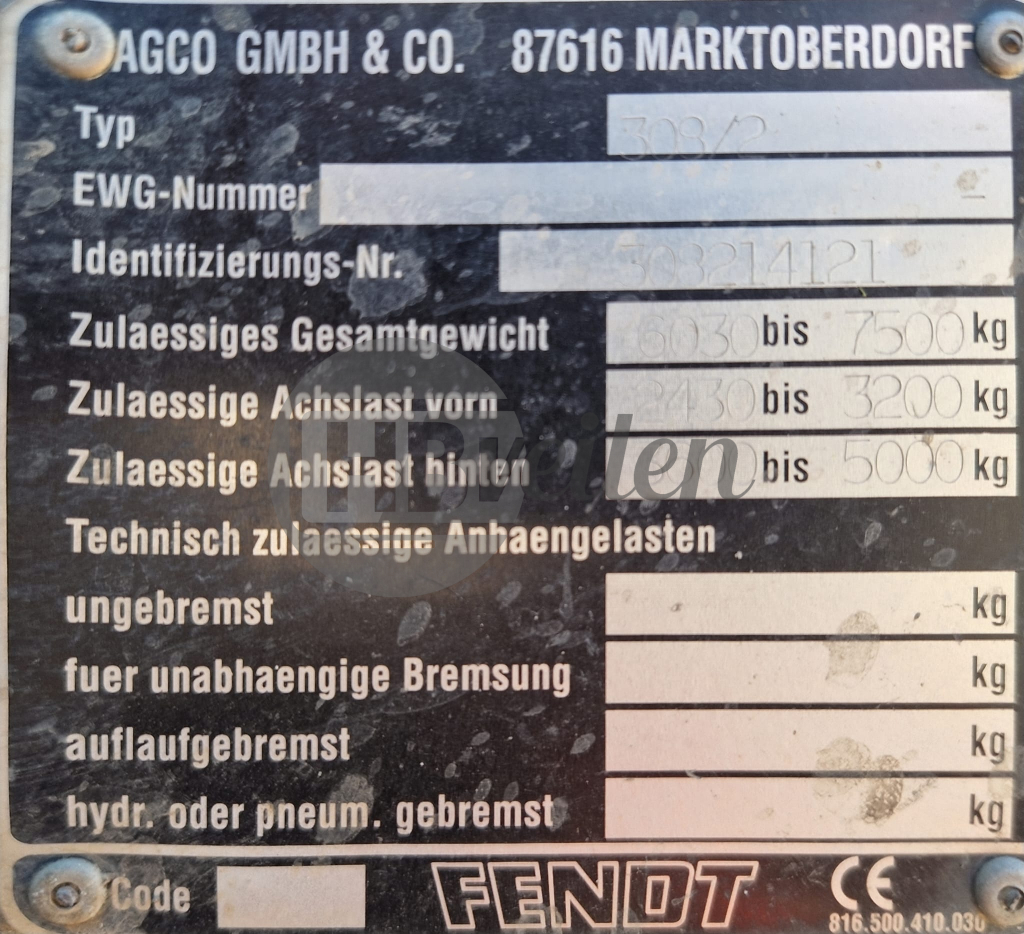 AGCO GMBH & CO. 87616 MARKTOBERDORF
Typ 308/2
EWG-Nummer -
Identifizierungs-Nr. 308214121
Zulaessiges Gesamtgewicht 6030 bis 7500 kg
Zulaessige Achslast vorn 2430 bis 3200 kg
Zulaessige Achslast hinten bis 5000 kg
Technisch zulaessige Anhaengelasten
ungebremst kg
fuer unabhaengige Bremsung kg
auflaufgebremst kg
hydr. oder pneum. gebremst kg
Code FENDT CE
816.500.410.030